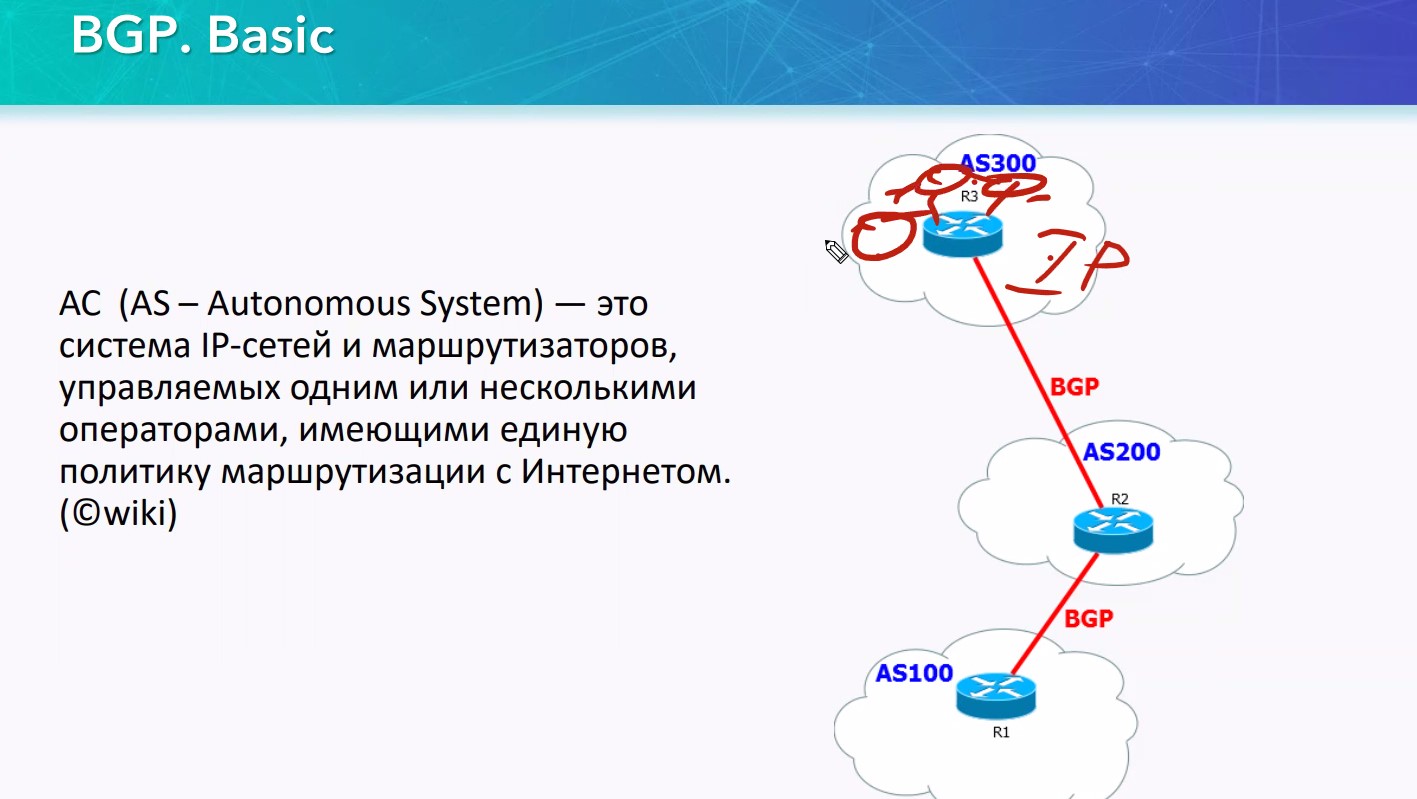 BGP. Basic
АС (AS – Autonomous System) — это
система IP-сетей и маршрутизаторов,
управляемых одним или несколькими
операторами, имеющими единую
политику маршрутизации с Интернетом.
(©wiki)
AS300
R3
IP
BGP
AS200
R2
BGP
AS100
R1